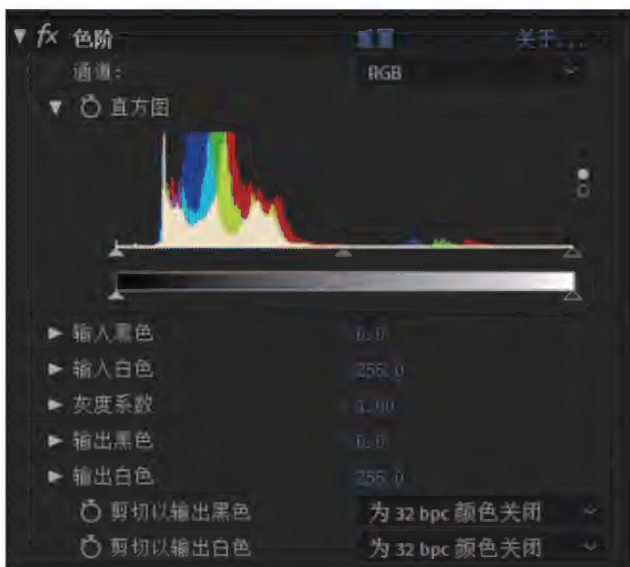 fx 色阶 重置 关于...
通道: RGB
直方图
输入黑色 0.0
输入白色 255.0
灰度系数 1.00
输出黑色 0.0
输出白色 255.0
剪切以输出黑色 为 32 bpc 颜色关闭
剪切以输出白色 为 32 bpc 颜色关闭